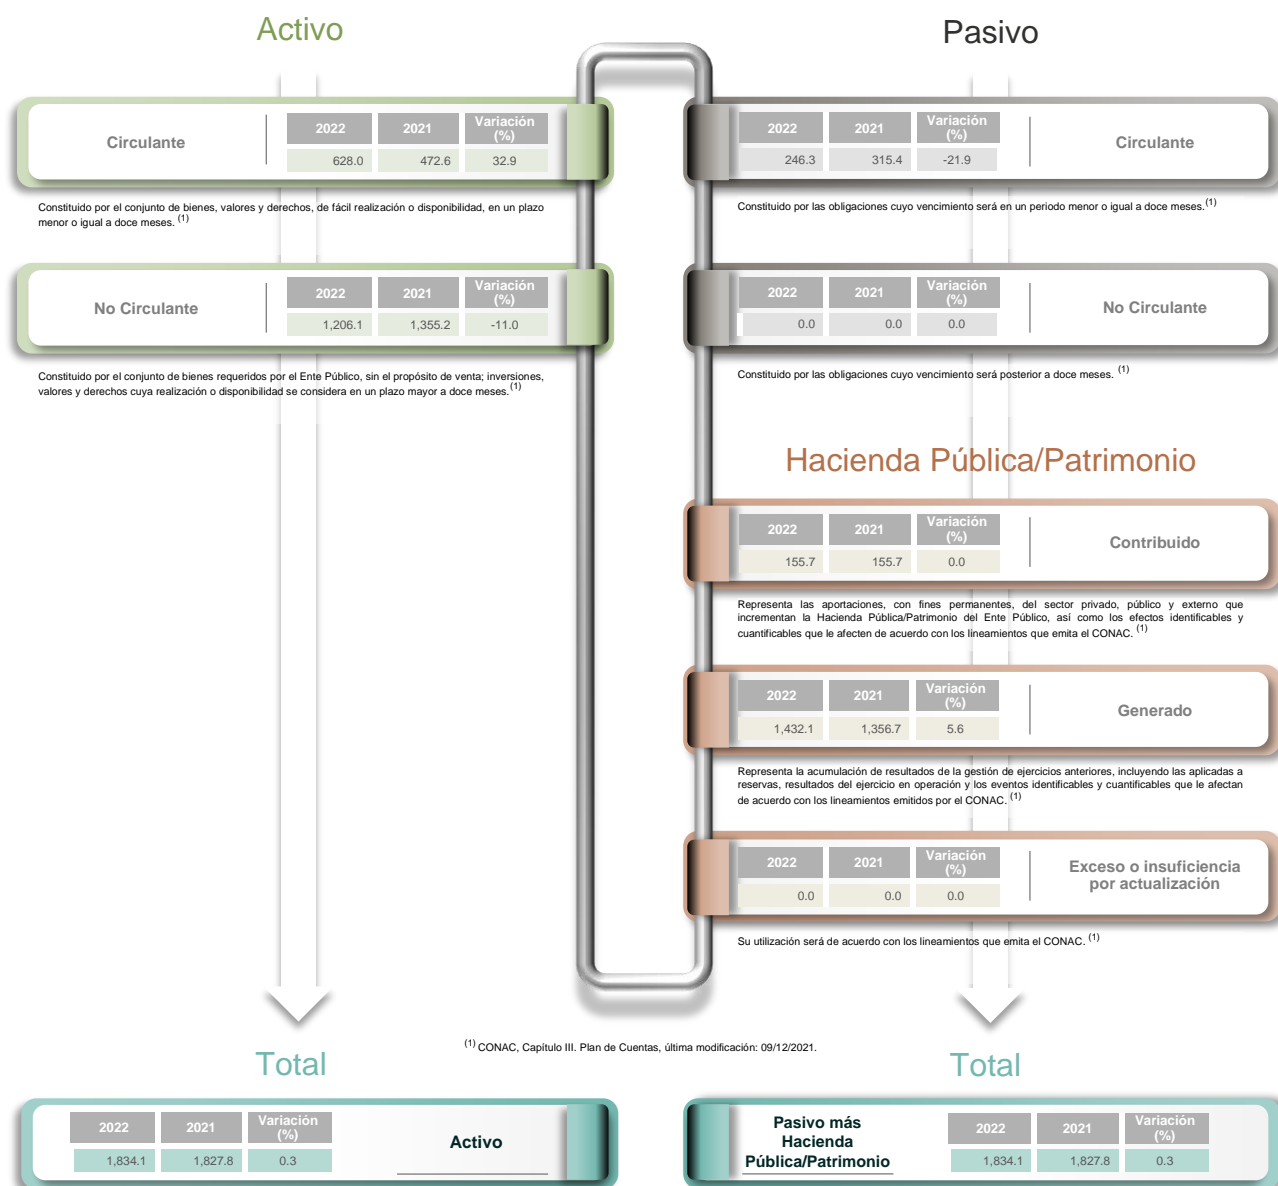 Activo
Circulante
2022 2021 Variación (%)
628.0 472.6 32.9
Constituido por el conjunto de bienes, valores y derechos, de fácil realización o disponibilidad, en un plazo
menor o igual a doce meses. (1)
No Circulante
2022 2021 Variación (%)
1,206.1 1,355.2 -11.0
Constituido por el conjunto de bienes requeridos por el Ente Público, sin el propósito de venta; inversiones,
valores y derechos cuya realización o disponibilidad se considera en un plazo mayor a doce meses. (1)
Pasivo
2022 2021 Variación (%)
246.3 315.4 -21.9
Circulante
Constituido por las obligaciones cuyo vencimiento será en un periodo menor o igual a doce meses. (1)
2022 2021 Variación (%)
0.0 0.0 0.0
No Circulante
Constituido por las obligaciones cuyo vencimiento será posterior a doce meses. (1)
Hacienda Pública/Patrimonio
2022 2021 Variación (%)
155.7 155.7 0.0
Contribuido
Representa las aportaciones, con fines permanentes, del sector privado, público y externo que
incrementan la Hacienda Pública/Patrimonio del Ente Público, así como los efectos identificables y
cuantificables que le afecten de acuerdo con los lineamientos que emita el CONAC. (1)
2022 2021 Variación (%)
1,432.1 1,356.7 5.6
Generado
Representa la acumulación de resultados de la gestión de ejercicios anteriores, incluyendo las aplicadas a
reservas, resultados del ejercicio en operación y los eventos identificables y cuantificables que le afectan
de acuerdo con los lineamientos emitidos por el CONAC. (1)
2022 2021 Variación (%)
0.0 0.0 0.0
Exceso o insuficiencia
por actualización
Su utilización será de acuerdo con los lineamientos que emita el CONAC. (1)
(1) CONAC, Capítulo III. Plan de Cuentas, última modificación: 09/12/2021.
Total
2022 2021 Variación (%)
1,834.1 1,827.8 0.3
Activo
Total
Pasivo más
Hacienda
Pública/Patrimonio
2022 2021 Variación (%)
1,834.1 1,827.8 0.3